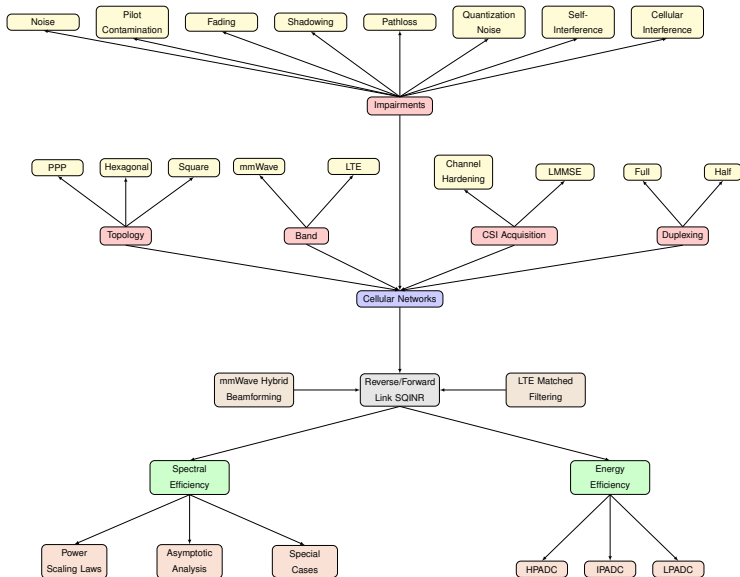 Noise
Pilot
Contamination
Fading
Shadowing
Pathloss
Quantization
Noise
Self-
Interference
Cellular
Interference
Impairments
PPP
Hexagonal
Square
mmWave
LTE
Channel
Hardening
LMMSE
Full
Half
Topology
Band
CSI Acquisition
Duplexing
Cellular Networks
mmWave Hybrid
Beamforming
Reverse/Forward
Link SQINR
LTE Matched
Filtering
Spectral
Efficiency
Energy
Efficiency
Power
Scaling Laws
Asymptotic
Analysis
Special
Cases
HPADC
IPADC
LPADC